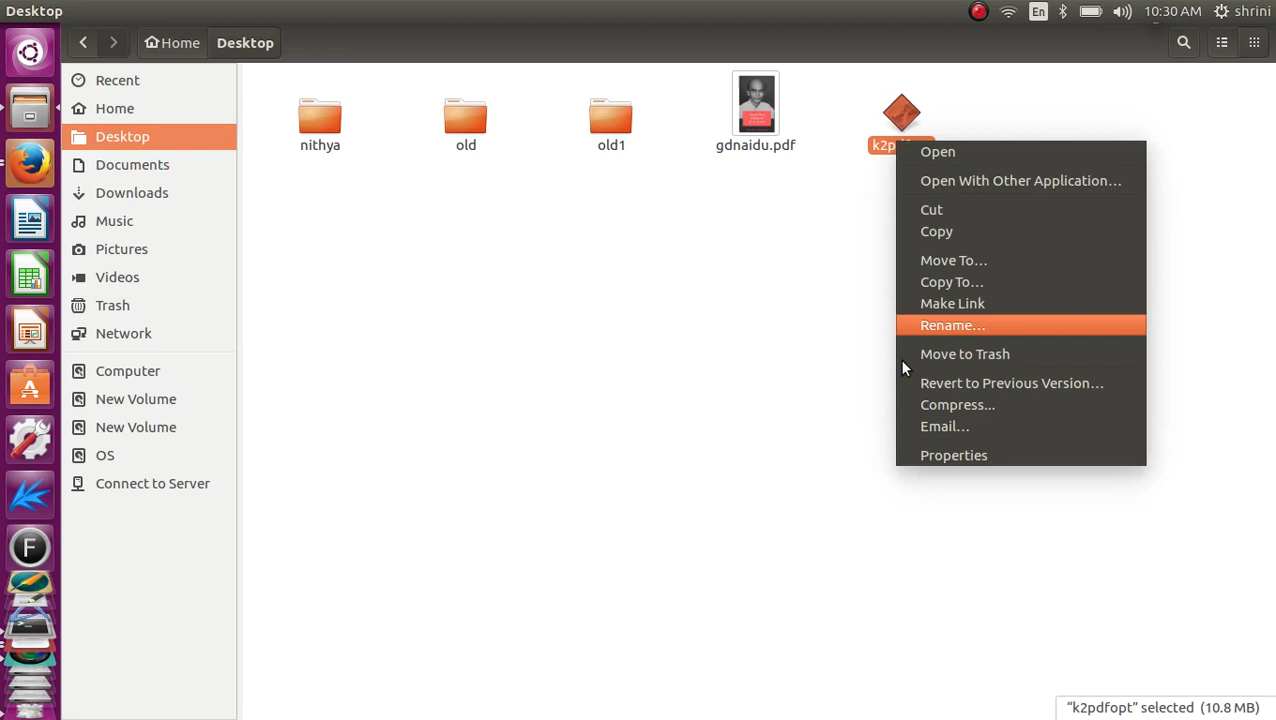 Desktop
En
10:30 AM
shrini
Home
Desktop
Recent
Home
Desktop
Documents
Downloads
Music
Pictures
Videos
Trash
Network
Computer
New Volume
New Volume
OS
Connect to Server
nithya
old
old1
gdnaidu.pdf
Open
Open With Other Application...
Cut
Copy
Move To...
Copy To...
Make Link
Rename...
Move to Trash
Revert to Previous Version...
Compress...
Email...
Properties
"k2pdfopt" selected (10.8 MB)